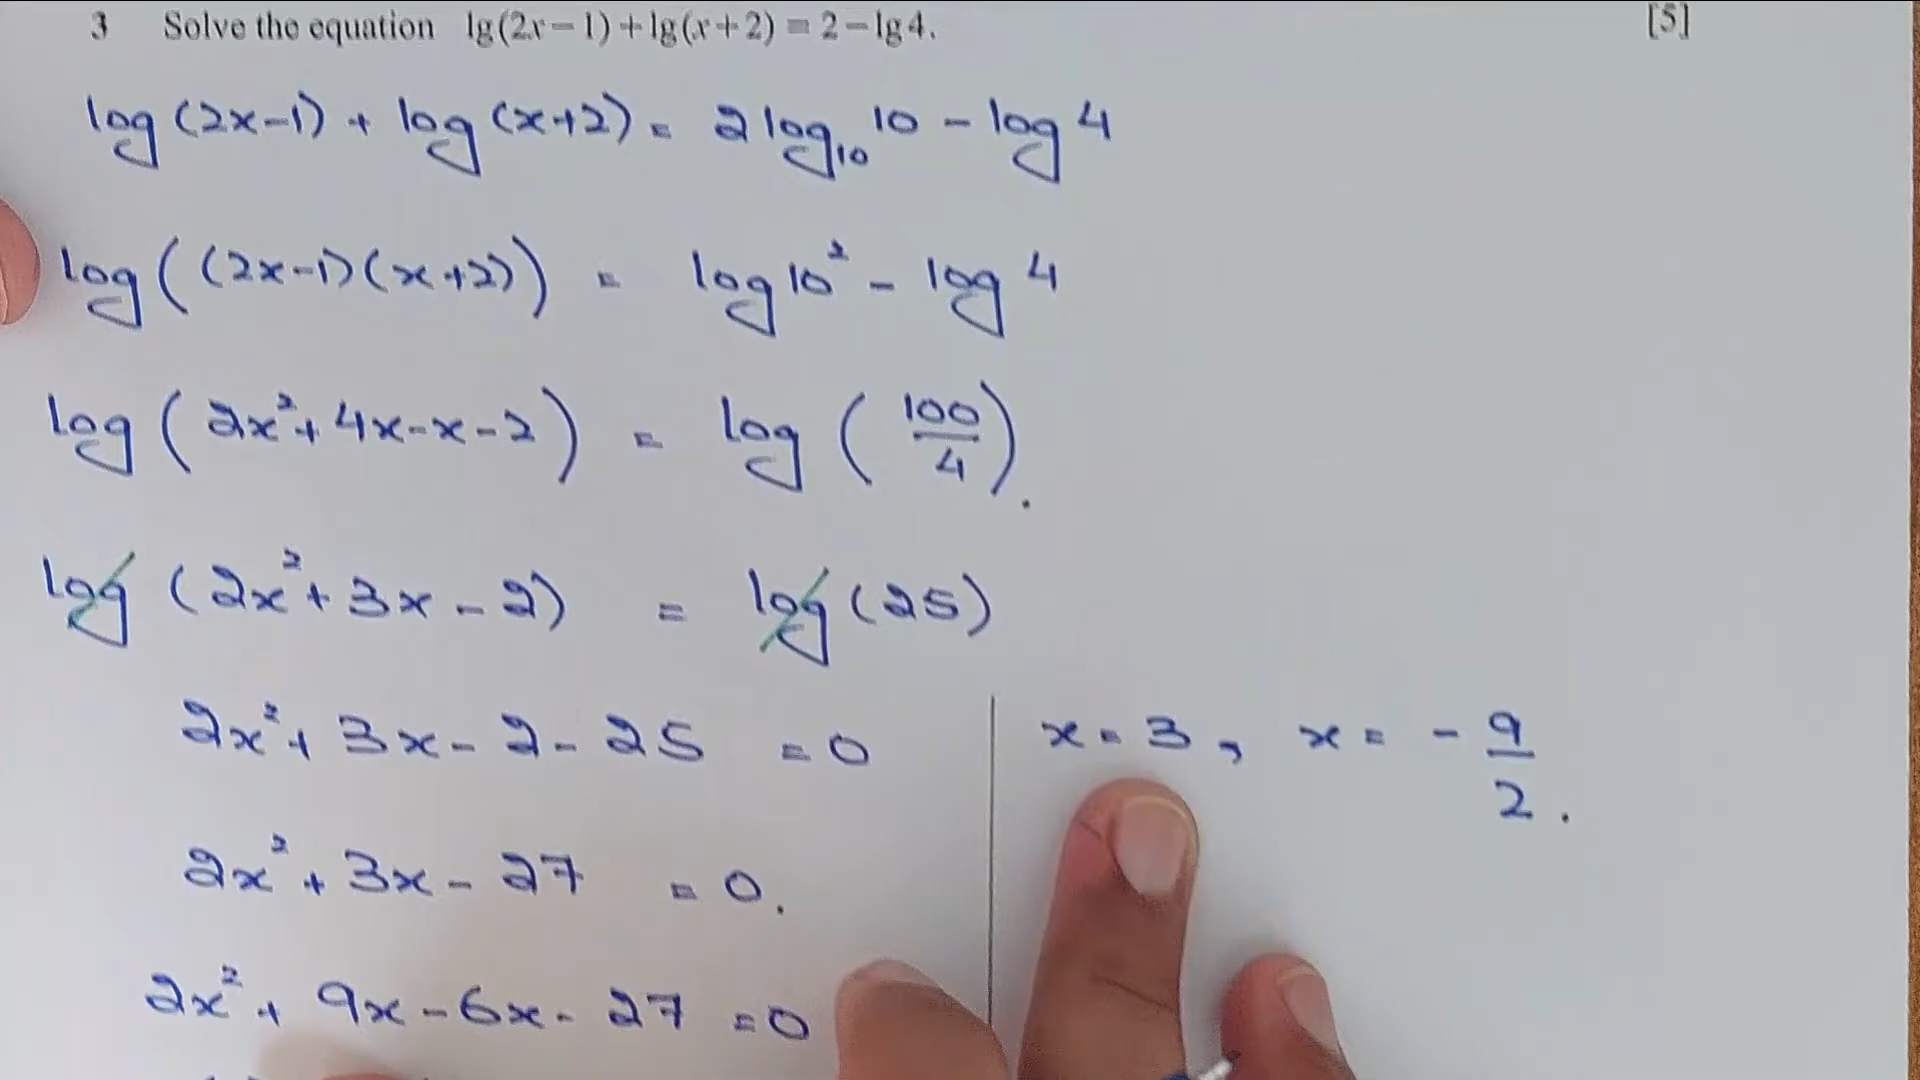 3 Solve the equation lg(2x−1)+lg(x+2)=2−lg4. [5]
log (2x-1) + log (x+2) = 2 log₁₀ 10 - log 4
log ( (2x-1)(x+2) ) = log 10² - log 4
log ( 2x² + 4x - x - 2 ) = log ( 100/4 ).
log (2x² + 3x - 2) = log (25)
2x² + 3x - 2 - 25 = 0
2x² + 3x - 27 = 0.
2x² + 9x - 6x - 27 = 0
x = 3, x = - 9/2.